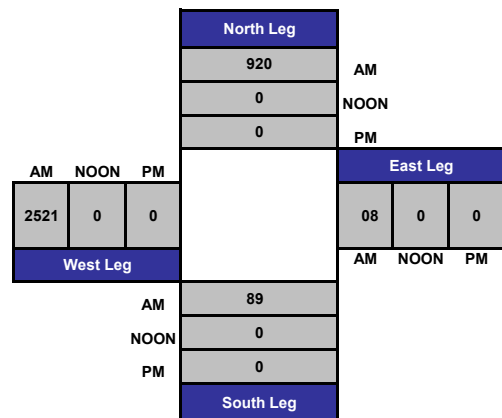 North Leg
920
AM
0
NOON
0
PM
AM NOON PM
East Leg
2521 0 0
08 0 0
West Leg
AM NOON PM
AM
89
NOON
0
PM
0
South Leg